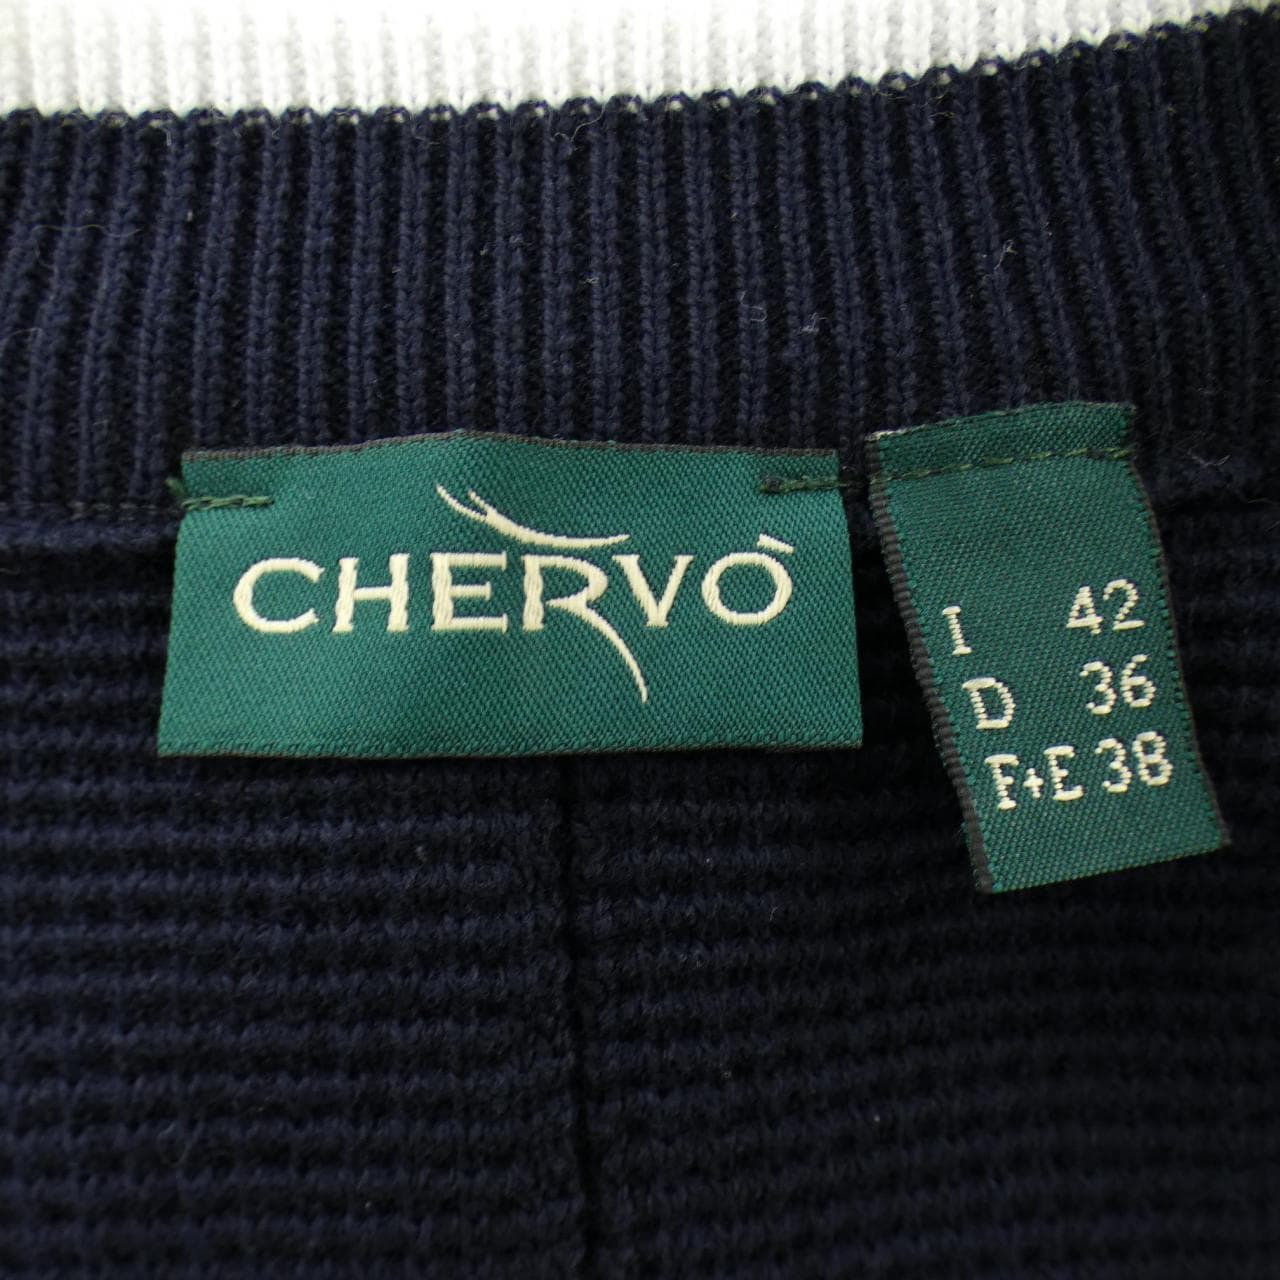 CHERVÒ
I 42
D 36
F+E 38